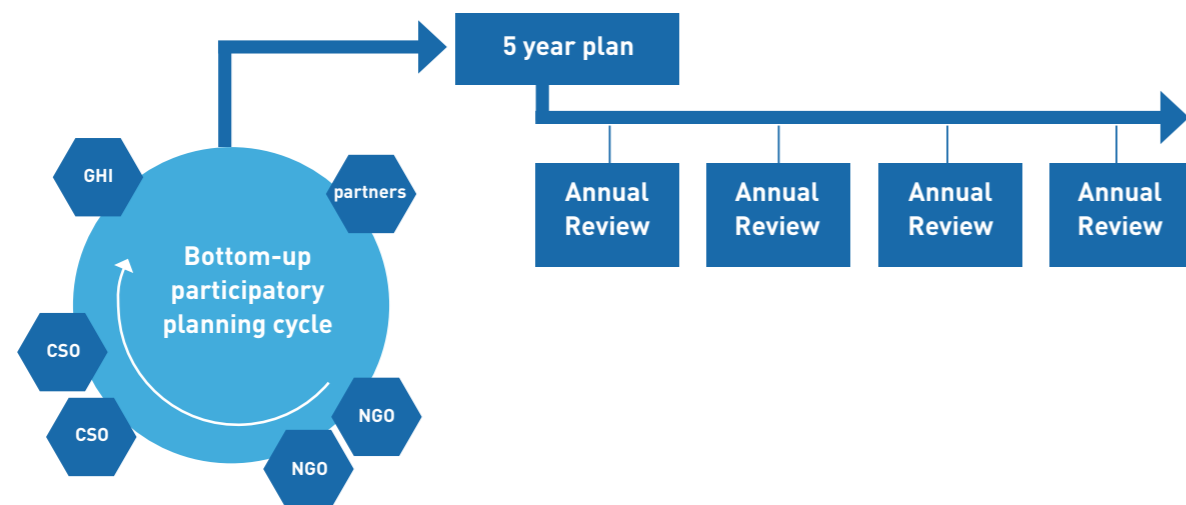 5 year plan
GHI
partners
Annual
Review
Annual
Review
Annual
Review
Annual
Review
Bottom-up
participatory
planning cycle
CSO
CSO
NGO
NGO